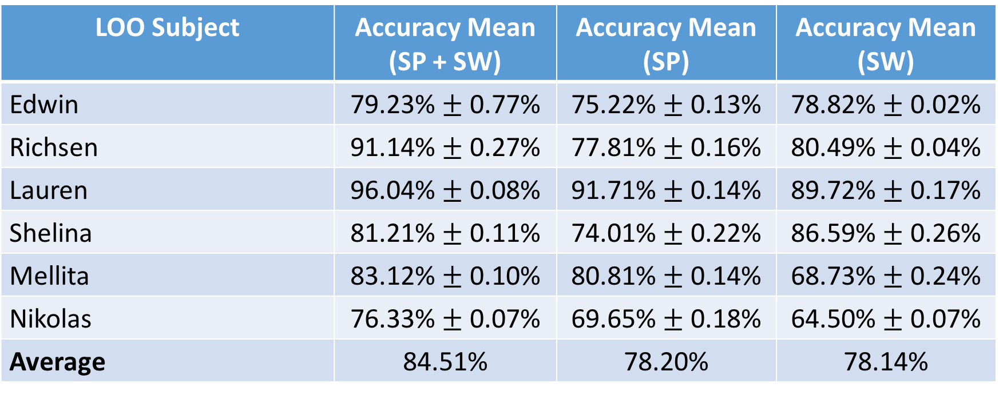 LOO Subject Accuracy Mean (SP + SW) Accuracy Mean (SP) Accuracy Mean (SW)
Edwin 79.23% ± 0.77% 75.22% ± 0.13% 78.82% ± 0.02%
Richsen 91.14% ± 0.27% 77.81% ± 0.16% 80.49% ± 0.04%
Lauren 96.04% ± 0.08% 91.71% ± 0.14% 89.72% ± 0.17%
Shelina 81.21% ± 0.11% 74.01% ± 0.22% 86.59% ± 0.26%
Mellita 83.12% ± 0.10% 80.81% ± 0.14% 68.73% ± 0.24%
Nikolas 76.33% ± 0.07% 69.65% ± 0.18% 64.50% ± 0.07%
Average 84.51% 78.20% 78.14%